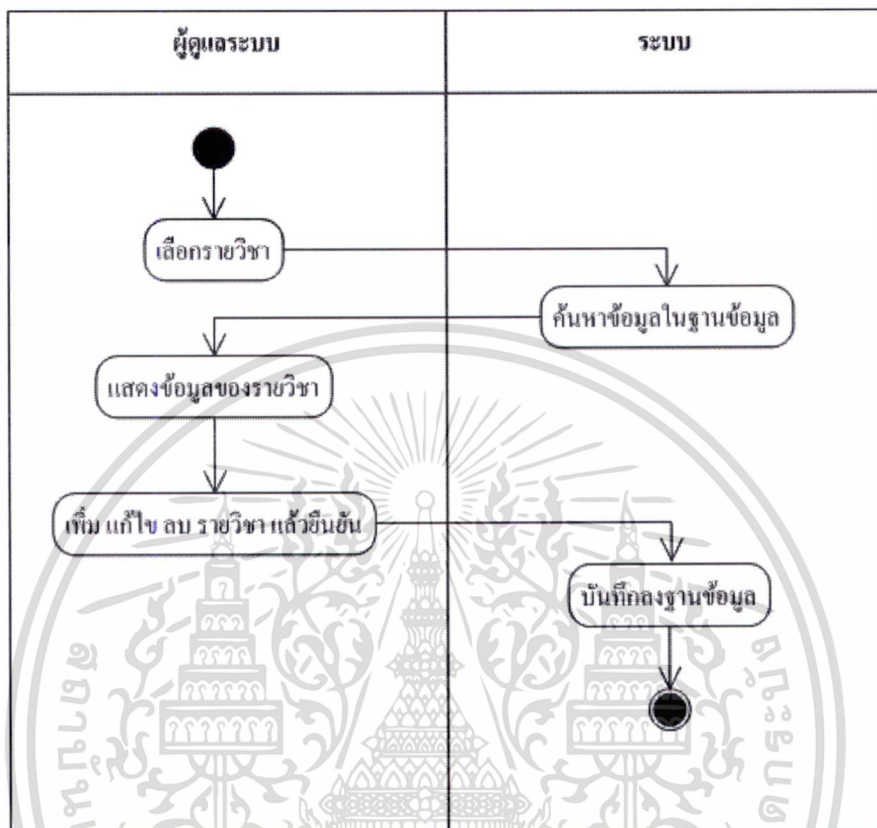 ผู้ดูแลระบบ
ระบบ
เลือกรายวิชา
ค้นหาข้อมูลในฐานข้อมูล
แสดงข้อมูลของรายวิชา
เพิ่ม แก้ไข ลบ รายวิชา แล้วยืนยัน
บันทึกลงฐานข้อมูล